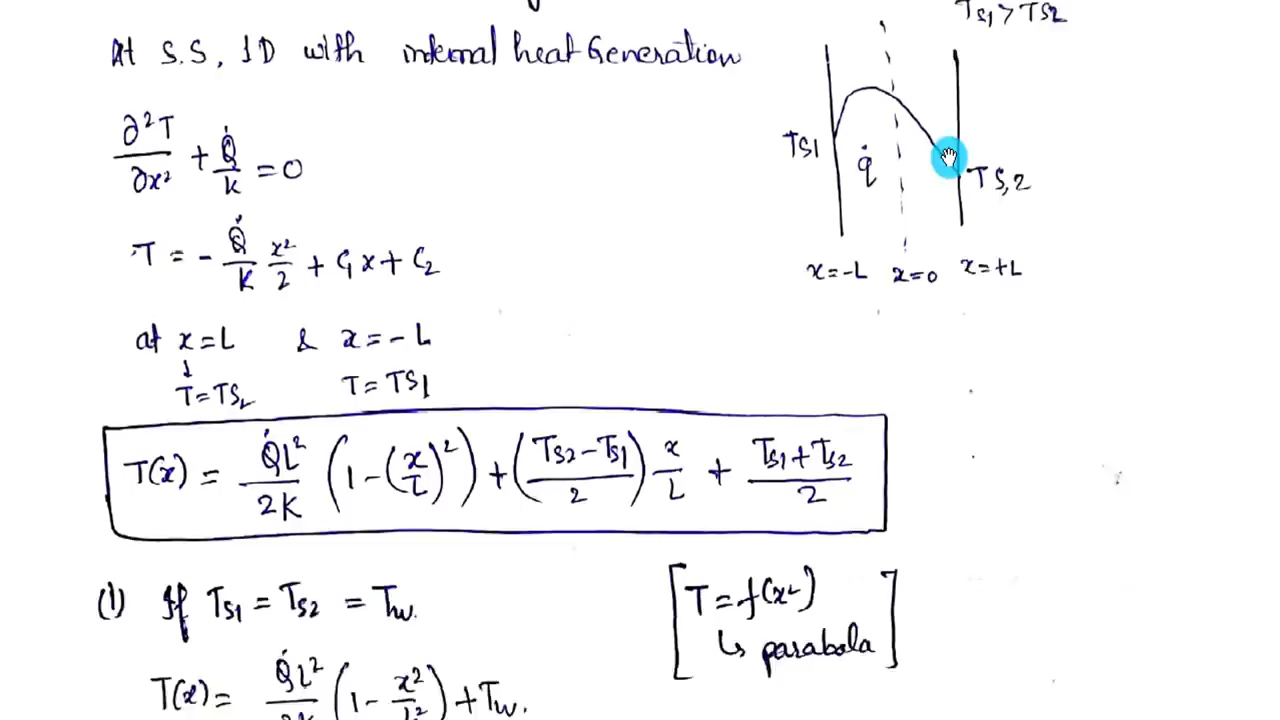 At S.S, 1D with internal heat Generation
∂²T/∂x² + Q̇/k = 0
T = - Q̇/k x²/2 + C₁x + C₂
at x=L & x=-L
↓
T=TS₂ T=TS1
T(x) = Q̇L²/2K (1-(x/L)²) + (TS2-TS1/2) x/L + TS1+TS2/2
(1) If TS1 = TS2 = Tw.
T(x) = Q̇L²/2k (1 - x²/L²) + Tw.
[T = f(x²)
↳ parabola]
TS1 > TS2
TS1
q̇
TS,2
x=-L x=0 x=+L